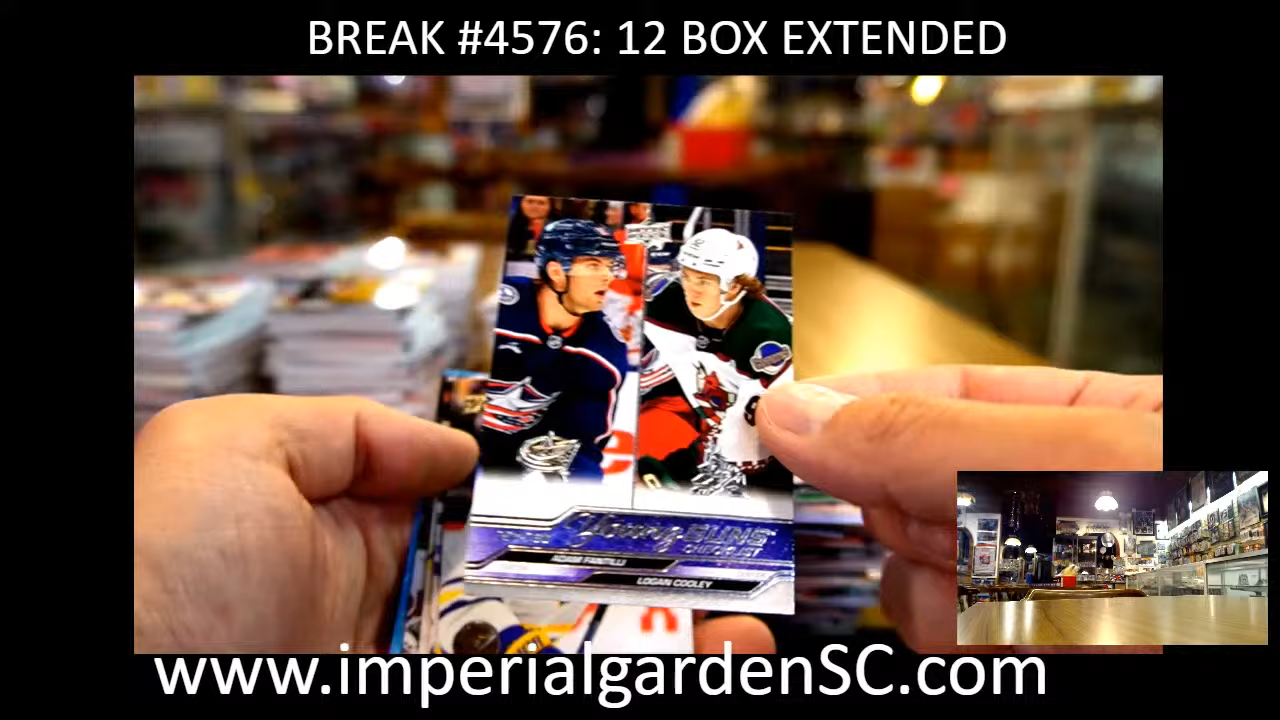 BREAK #4576: 12 BOX EXTENDED
Young GUNS
CHECKLIST
ADAM FANTILLI
LOGAN COOLEY
www.imperialgardenSC.com